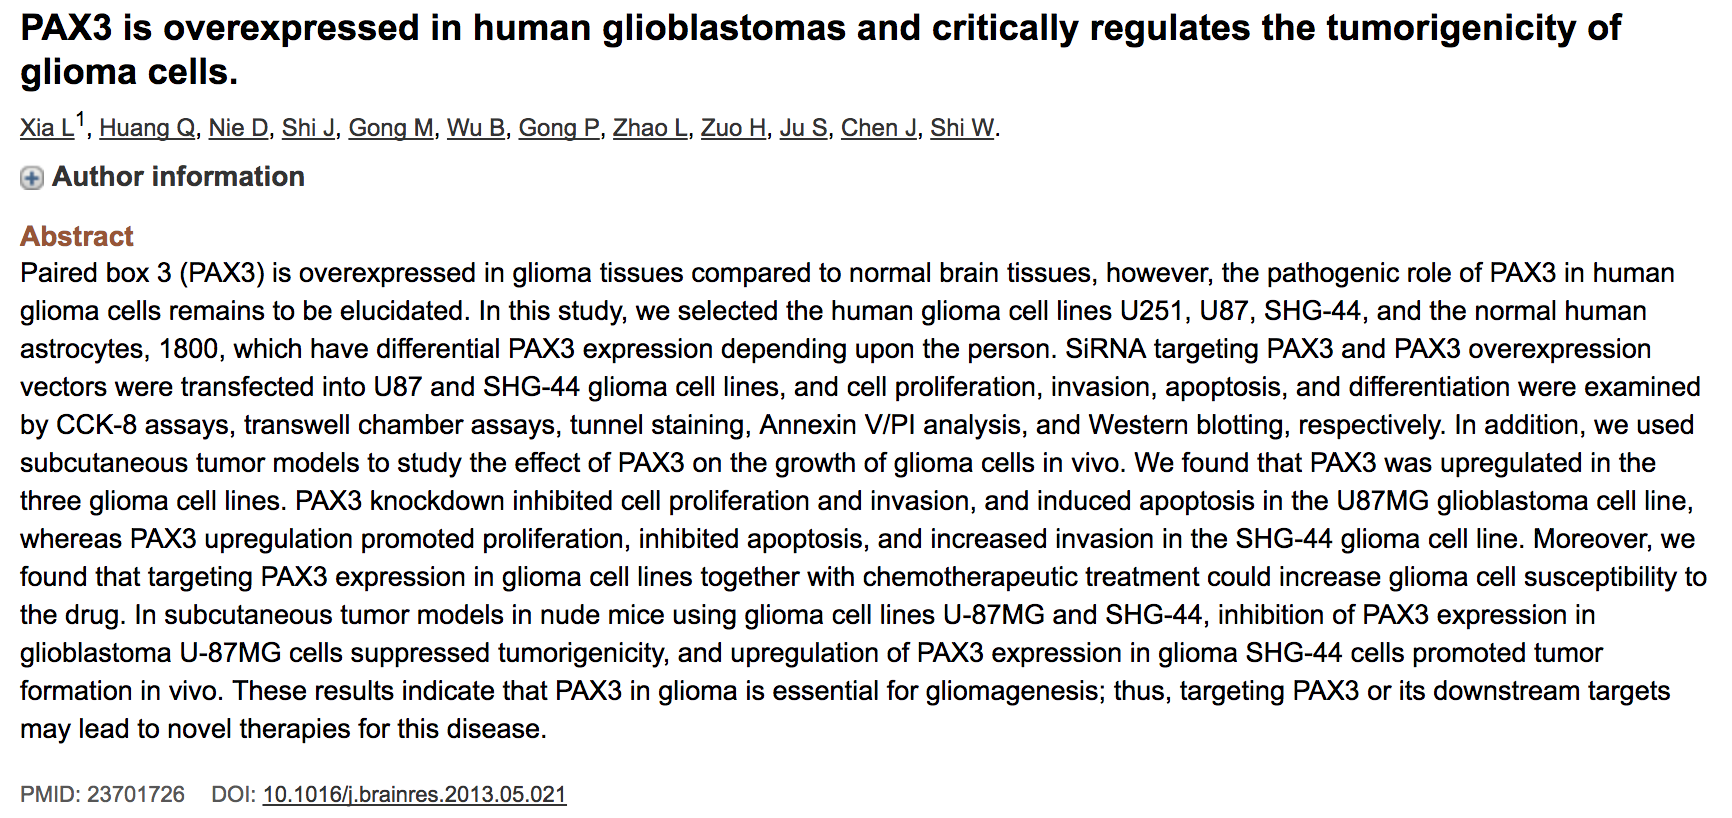 PAX3 is overexpressed in human glioblastomas and critically regulates the tumorigenicity of
glioma cells.
Xia L1, Huang Q, Nie D, Shi J, Gong M, Wu B, Gong P, Zhao L, Zuo H, Ju S, Chen J, Shi W.
Author information
Abstract
Paired box 3 (PAX3) is overexpressed in glioma tissues compared to normal brain tissues, however, the pathogenic role of PAX3 in human
glioma cells remains to be elucidated. In this study, we selected the human glioma cell lines U251, U87, SHG-44, and the normal human
astrocytes, 1800, which have differential PAX3 expression depending upon the person. SiRNA targeting PAX3 and PAX3 overexpression
vectors were transfected into U87 and SHG-44 glioma cell lines, and cell proliferation, invasion, apoptosis, and differentiation were examined
by CCK-8 assays, transwell chamber assays, tunnel staining, Annexin V/PI analysis, and Western blotting, respectively. In addition, we used
subcutaneous tumor models to study the effect of PAX3 on the growth of glioma cells in vivo. We found that PAX3 was upregulated in the
three glioma cell lines. PAX3 knockdown inhibited cell proliferation and invasion, and induced apoptosis in the U87MG glioblastoma cell line,
whereas PAX3 upregulation promoted proliferation, inhibited apoptosis, and increased invasion in the SHG-44 glioma cell line. Moreover, we
found that targeting PAX3 expression in glioma cell lines together with chemotherapeutic treatment could increase glioma cell susceptibility to
the drug. In subcutaneous tumor models in nude mice using glioma cell lines U-87MG and SHG-44, inhibition of PAX3 expression in
glioblastoma U-87MG cells suppressed tumorigenicity, and upregulation of PAX3 expression in glioma SHG-44 cells promoted tumor
formation in vivo. These results indicate that PAX3 in glioma is essential for gliomagenesis; thus, targeting PAX3 or its downstream targets
may lead to novel therapies for this disease.
PMID: 23701726 DOI: 10.1016/j.brainres.2013.05.021